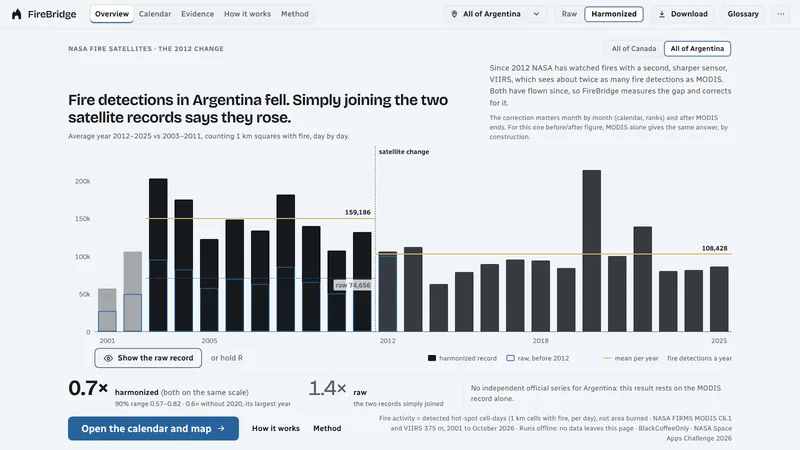 FireBridge
Overview
Calendar
Evidence
How it works
Method
All of Argentina
Raw
Harmonized
Download
Glossary
NASA FIRE SATELLITES · THE 2012 CHANGE
All of Canada
All of Argentina
Since 2012 NASA has watched fires with a second, sharper sensor,
VIIRS, which sees about twice as many fire detections as MODIS.
Both have flown since, so FireBridge measures the gap and corrects
for it.
Fire detections in Argentina fell. Simply joining the two
satellite records says they rose.
The correction matters month by month (calendar, ranks) and after MODIS
ends. For this one before/after figure, MODIS alone gives the same answer, by
construction.
Average year 2012–2025 vs 2003–2011, counting 1 km squares with fire, day by day.
satellite change
200k
150k
100k
50k
0
159,186
raw 74,656
108,428
2001
2005
2012
2018
2025
Show the raw record
or hold R
harmonized record
raw, before 2012
mean per year
fire detections a year
0.7×
harmonized (both on the same scale)
90% range 0.57–0.82 · 0.6× without 2020, its largest year
1.4×
raw
the two records simply joined
No independent official series for Argentina: this result rests on the MODIS
record alone.
Open the calendar and map →
How it works
Method
Fire activity = detected hot-spot cell-days (1 km cells with fire, per day), not area burned · NASA FIRMS MODIS C6.1
and VIIRS 375 m, 2001 to October 2026 · Runs offline: no data leaves this page · BlackCoffeeOnly · NASA Space
Apps Challenge 2026